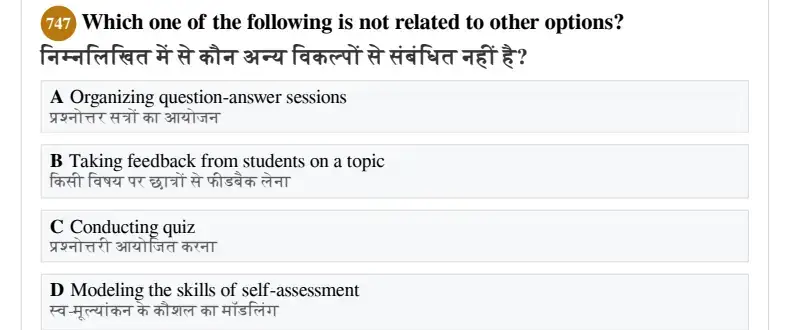 747 Which one of the following is not related to other options?
निम्नलिखित में से कौन अन्य विकल्पों से संबंधित नहीं है?
A Organizing question-answer sessions
प्रश्नोत्तर सत्रों का आयोजन
B Taking feedback from students on a topic
किसी विषय पर छात्रों से फीडबैक लेना
C Conducting quiz
प्रश्नोत्तरी आयोजित करना
D Modeling the skills of self-assessment
स्व-मूल्यांकन के कौशल का मॉडलिंग